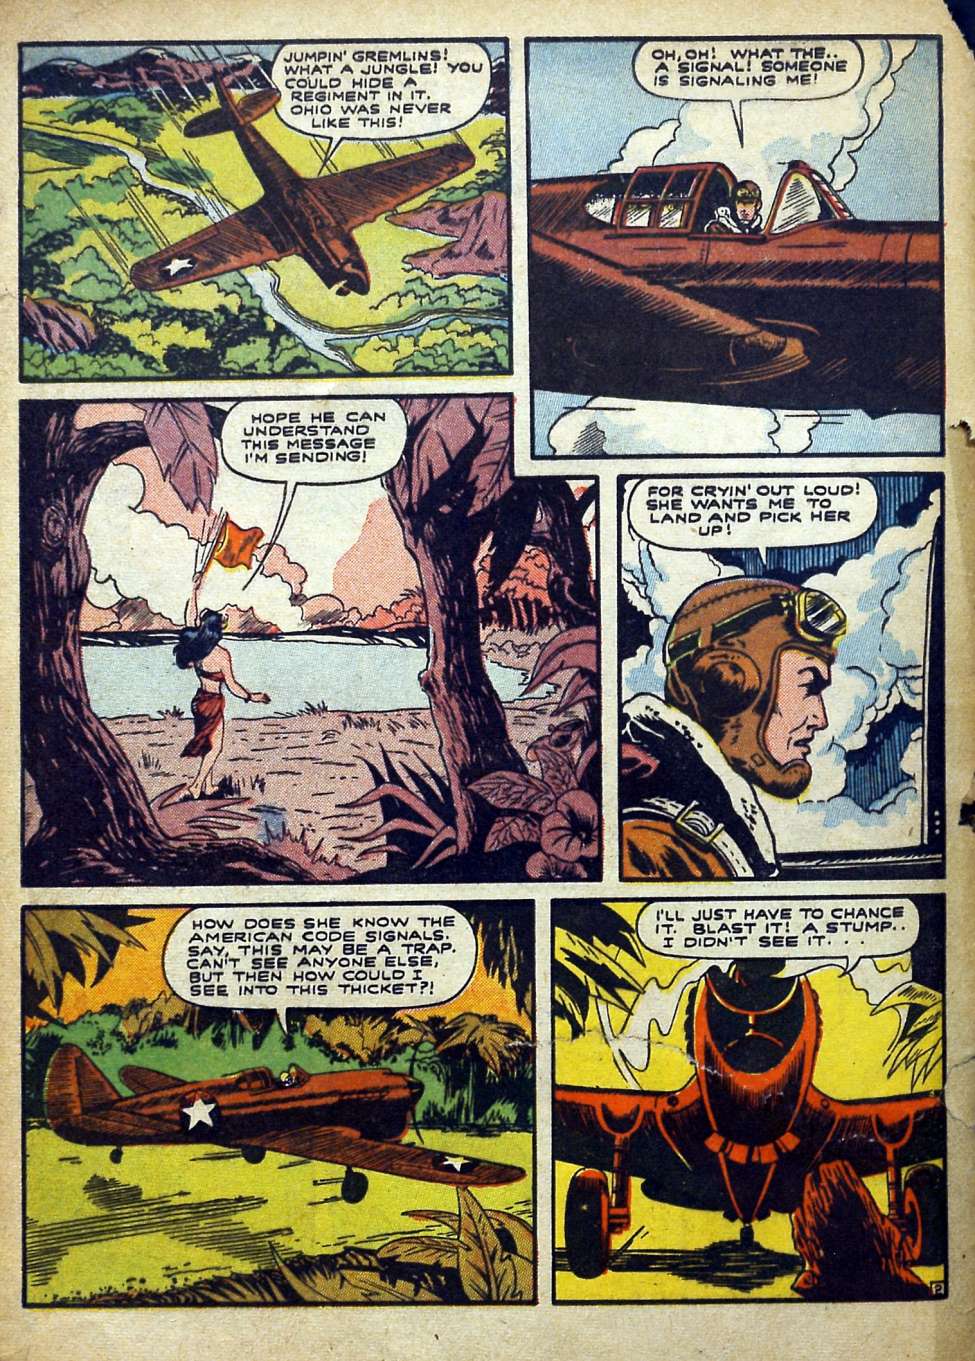 JUMPIN' GREMLINS!
WHAT A JUNGLE! YOU
COULD HIDE A
REGIMENT IN IT.
OHIO WAS NEVER
LIKE THIS!
OH, OH! WHAT THE..
A SIGNAL! SOMEONE
IS SIGNALING ME!
HOPE HE CAN
UNDERSTAND
THIS MESSAGE
I'M SENDING!
FOR CRYIN' OUT LOUD!
SHE WANTS ME TO
LAND AND PICK HER
UP!
HOW DOES SHE KNOW THE
AMERICAN CODE SIGNALS.
SAY, THIS MAY BE A TRAP.
CAN'T SEE ANYONE ELSE,
BUT THEN HOW COULD I
SEE INTO THIS THICKET?!
I'LL JUST HAVE TO CHANCE
IT. BLAST IT! A STUMP..
I DIDN'T SEE IT. . .
2